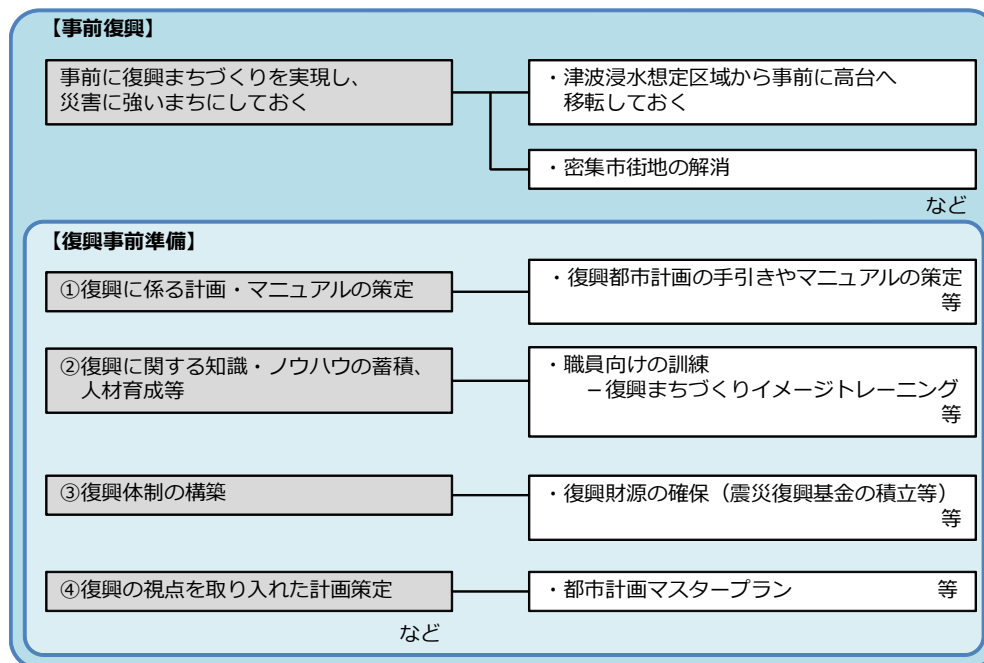 【事前復興】
事前に復興まちづくりを実現し、
災害に強いまちにしておく
・津波浸水想定区域から事前に高台へ
移転しておく
・密集市街地の解消
など
【復興事前準備】
①復興に係る計画・マニュアルの策定
・復興都市計画の手引きやマニュアルの策定
等
②復興に関する知識・ノウハウの蓄積、
人材育成等
・職員向けの訓練
－復興まちづくりイメージトレーニング
等
③復興体制の構築
・復興財源の確保（震災復興基金の積立等）
等
④復興の視点を取り入れた計画策定
・都市計画マスタープラン 等
など